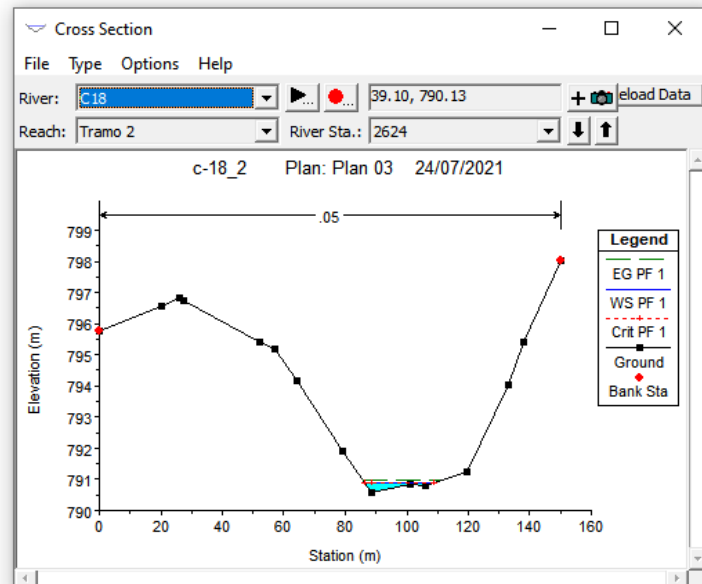 Cross Section
File Type Options Help
River: C18 ... ... 39.10, 790.13 + eload Data
Reach: Tramo 2 River Sta.: 2624
c-18_2 Plan: Plan 03 24/07/2021
.05
799
798
797
796
795
794
793
792
791
790
Elevation (m)
0 20 40 60 80 100 120 140 160
Station (m)
Legend
EG PF 1
WS PF 1
Crit PF 1
Ground
Bank Sta